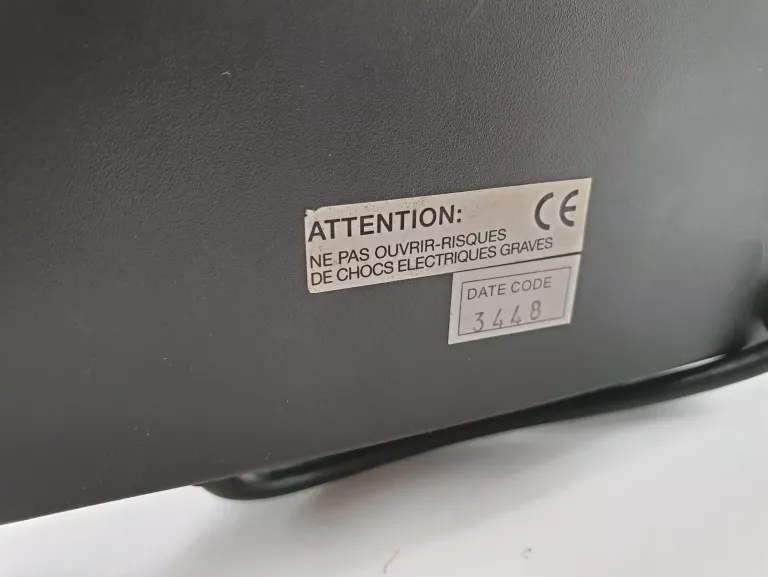 ATTENTION: CE
NE PAS OUVRIR-RISQUES
DE CHOCS ELECTRIQUES GRAVES
DATE CODE
3448